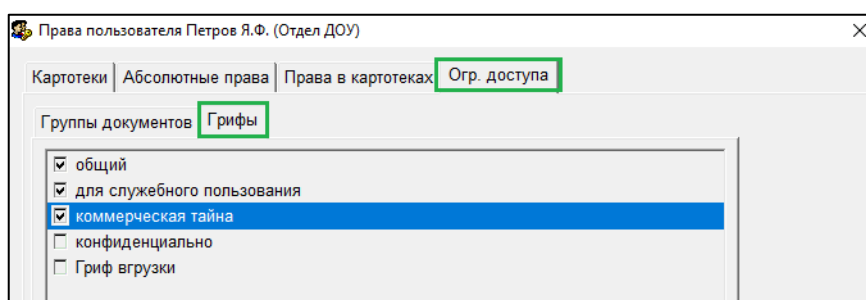 Права пользователя Петров Я.Ф. (Отдел ДОУ)
Картотеки Абсолютные права Права в картотеках Огр. доступа
Группы документов Грифы
общий
для служебного пользования
коммерческая тайна
конфиденциально
Гриф вгрузки